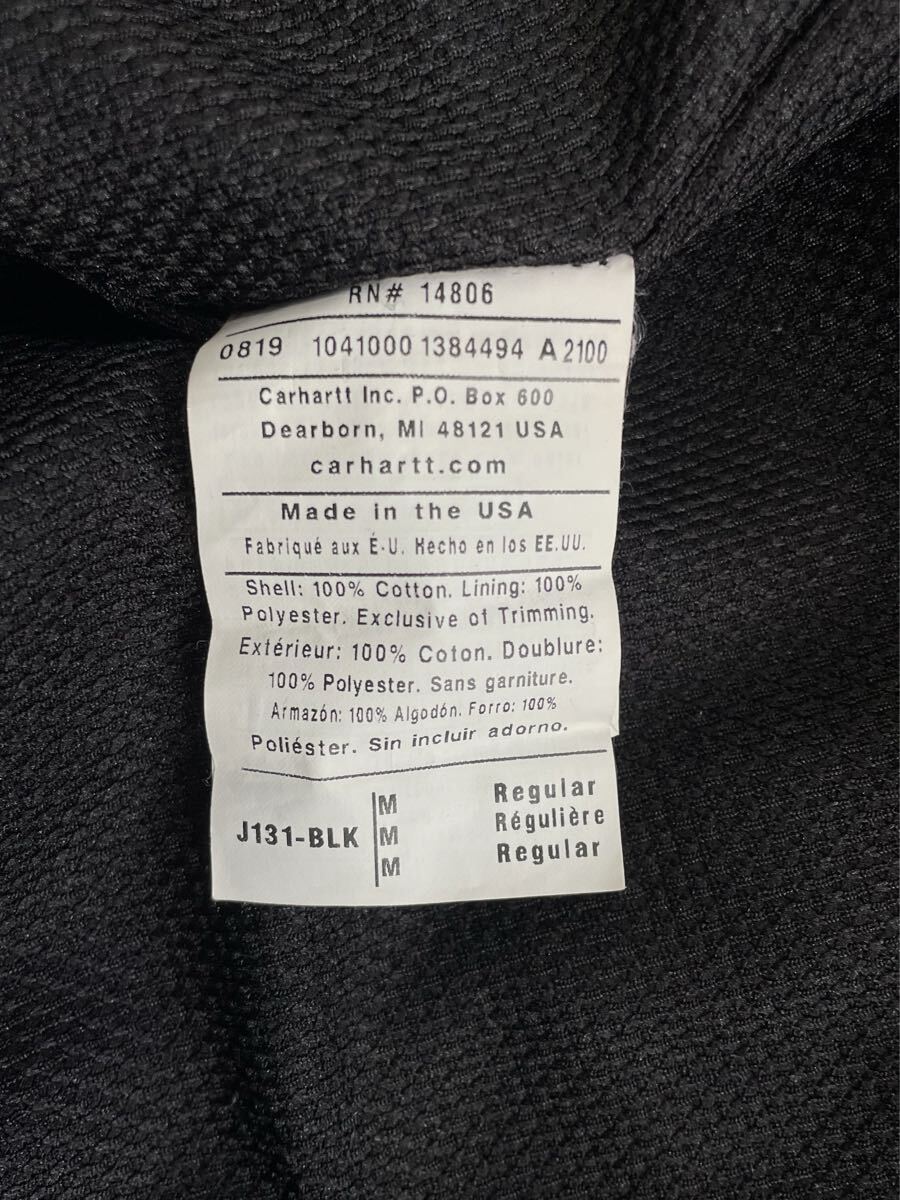 RN# 14806
0819 1041000 1384494 A 2100
Carhartt Inc. P.O. Box 600
Dearborn, MI 48121 USA
carhartt.com
Made in the USA
Fabriqué aux É-U. Hecho en los EE.UU.
Shell: 100% Cotton. Lining: 100%
Polyester. Exclusive of Trimming.
Extérieur: 100% Coton. Doublure:
100% Polyester. Sans garniture.
Armazón: 100% Algodón. Forro: 100%
Poliéster. Sin incluir adorno.
M Regular
J131-BLK M Régulière
M Regular